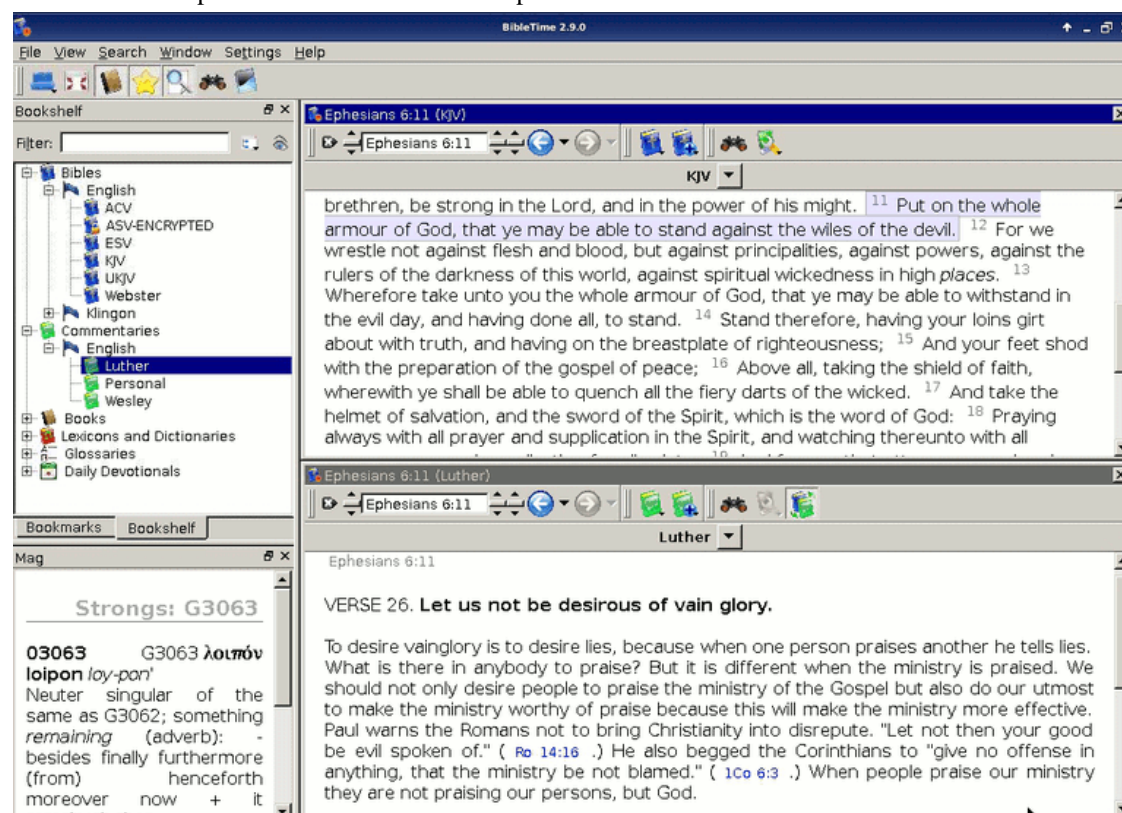 BibleTime 2.9.0
File View Search Window Settings Help
Bookshelf
Filter:
Bibles
English
ACV
ASV-ENCRYPTED
ESV
KJV
UKJV
Webster
Klingon
Commentaries
English
Luther
Personal
Wesley
Books
Lexicons and Dictionaries
Glossaries
Daily Devotionals
Bookmarks Bookshelf
Mag
Strongs: G3063
03063 G3063 λοιπόν
loipon loy-pon'
Neuter singular of the
same as G3062; something
remaining (adverb): -
besides finally furthermore
(from) henceforth
moreover now + it
Ephesians 6:11 (KJV)
Ephesians 6:11
KJV
brethren, be strong in the Lord, and in the power of his might. 11 Put on the whole
armour of God, that ye may be able to stand against the wiles of the devil. 12 For we
wrestle not against flesh and blood, but against principalities, against powers, against the
rulers of the darkness of this world, against spiritual wickedness in high places. 13
Wherefore take unto you the whole armour of God, that ye may be able to withstand in
the evil day, and having done all, to stand. 14 Stand therefore, having your loins girt
about with truth, and having on the breastplate of righteousness; 15 And your feet shod
with the preparation of the gospel of peace; 16 Above all, taking the shield of faith,
wherewith ye shall be able to quench all the fiery darts of the wicked. 17 And take the
helmet of salvation, and the sword of the Spirit, which is the word of God: 18 Praying
always with all prayer and supplication in the Spirit, and watching thereunto with all
Ephesians 6:11 (Luther)
Ephesians 6:11
Luther
Ephesians 6:11
VERSE 26. Let us not be desirous of vain glory.
To desire vainglory is to desire lies, because when one person praises another he tells lies.
What is there in anybody to praise? But it is different when the ministry is praised. We
should not only desire people to praise the ministry of the Gospel but also do our utmost
to make the ministry worthy of praise because this will make the ministry more effective.
Paul warns the Romans not to bring Christianity into disrepute. "Let not then your good
be evil spoken of." ( Ro 14:16 .) He also begged the Corinthians to "give no offense in
anything, that the ministry be not blamed." ( 1Co 6:3 .) When people praise our ministry
they are not praising our persons, but God.